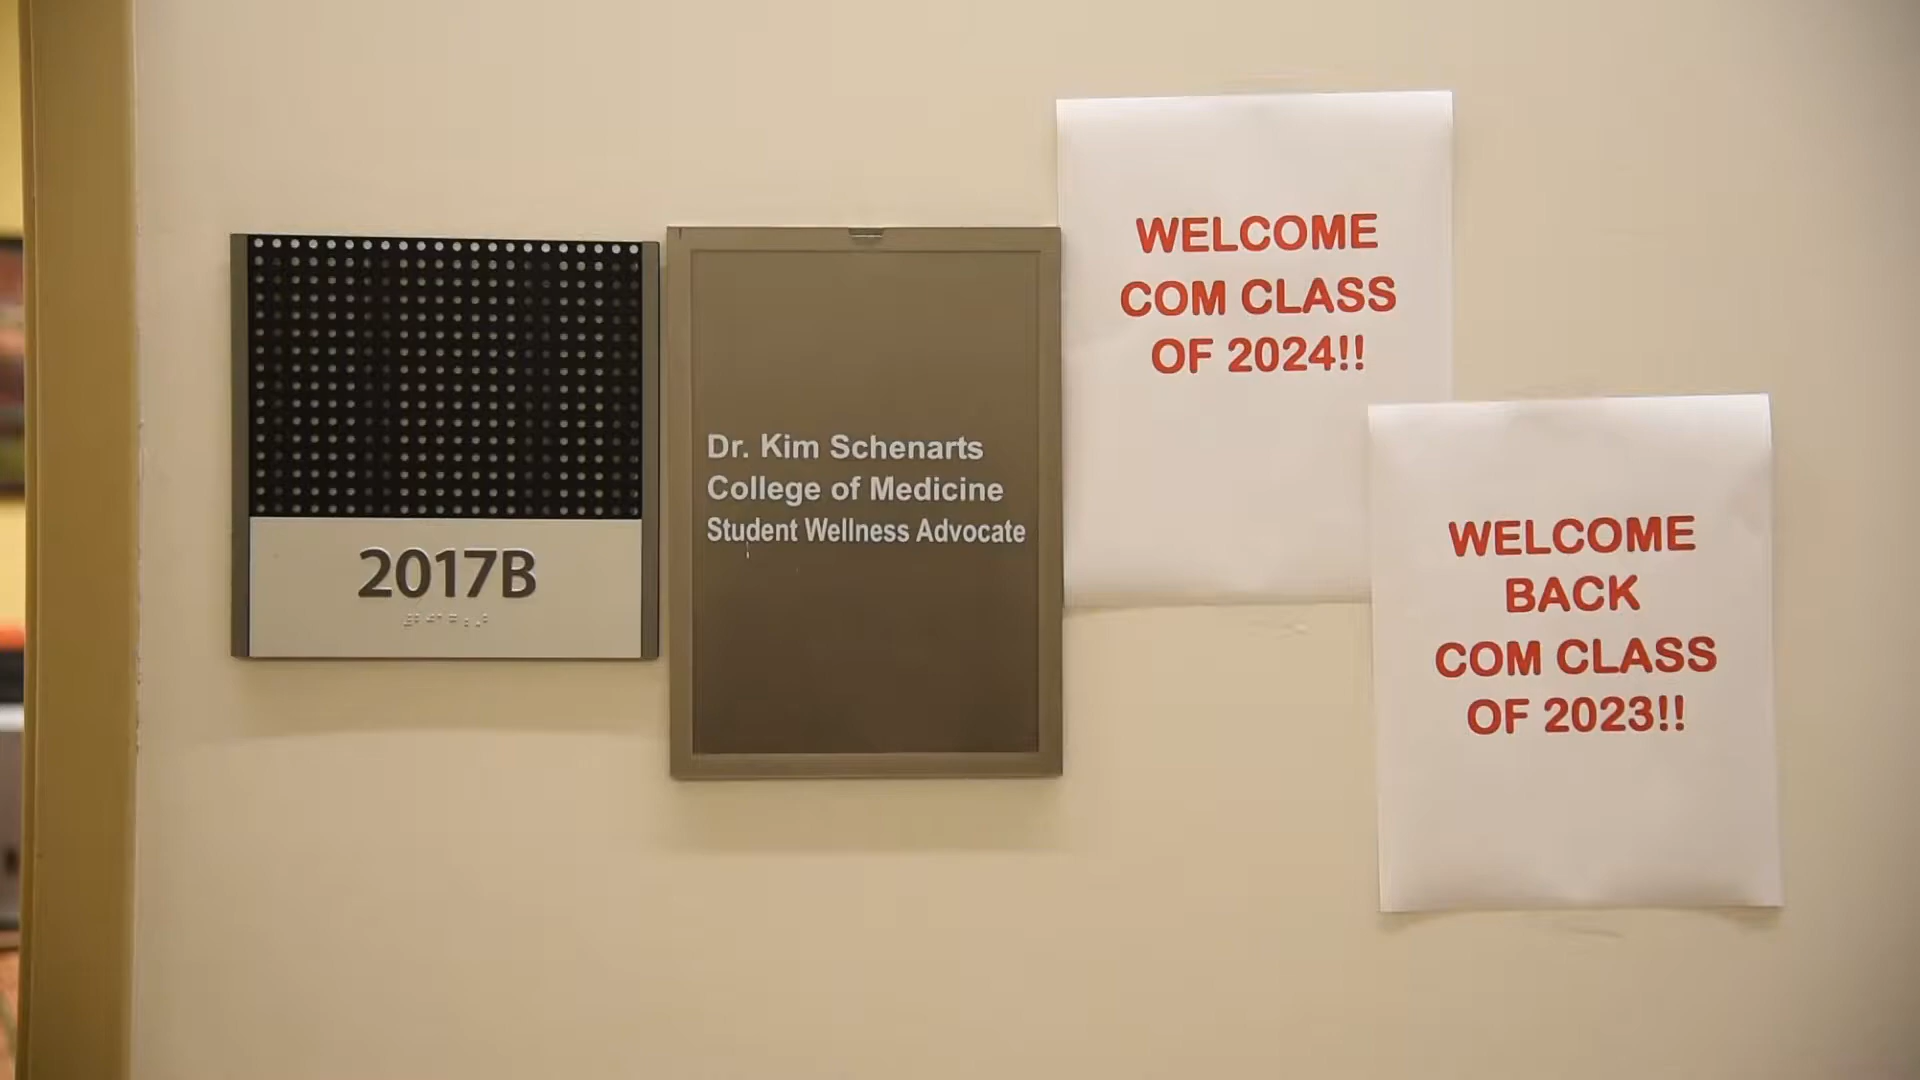 2017B
Dr. Kim Schenarts
College of Medicine
Student Wellness Advocate
WELCOME
COM CLASS
OF 2024!!
WELCOME
BACK
COM CLASS
OF 2023!!